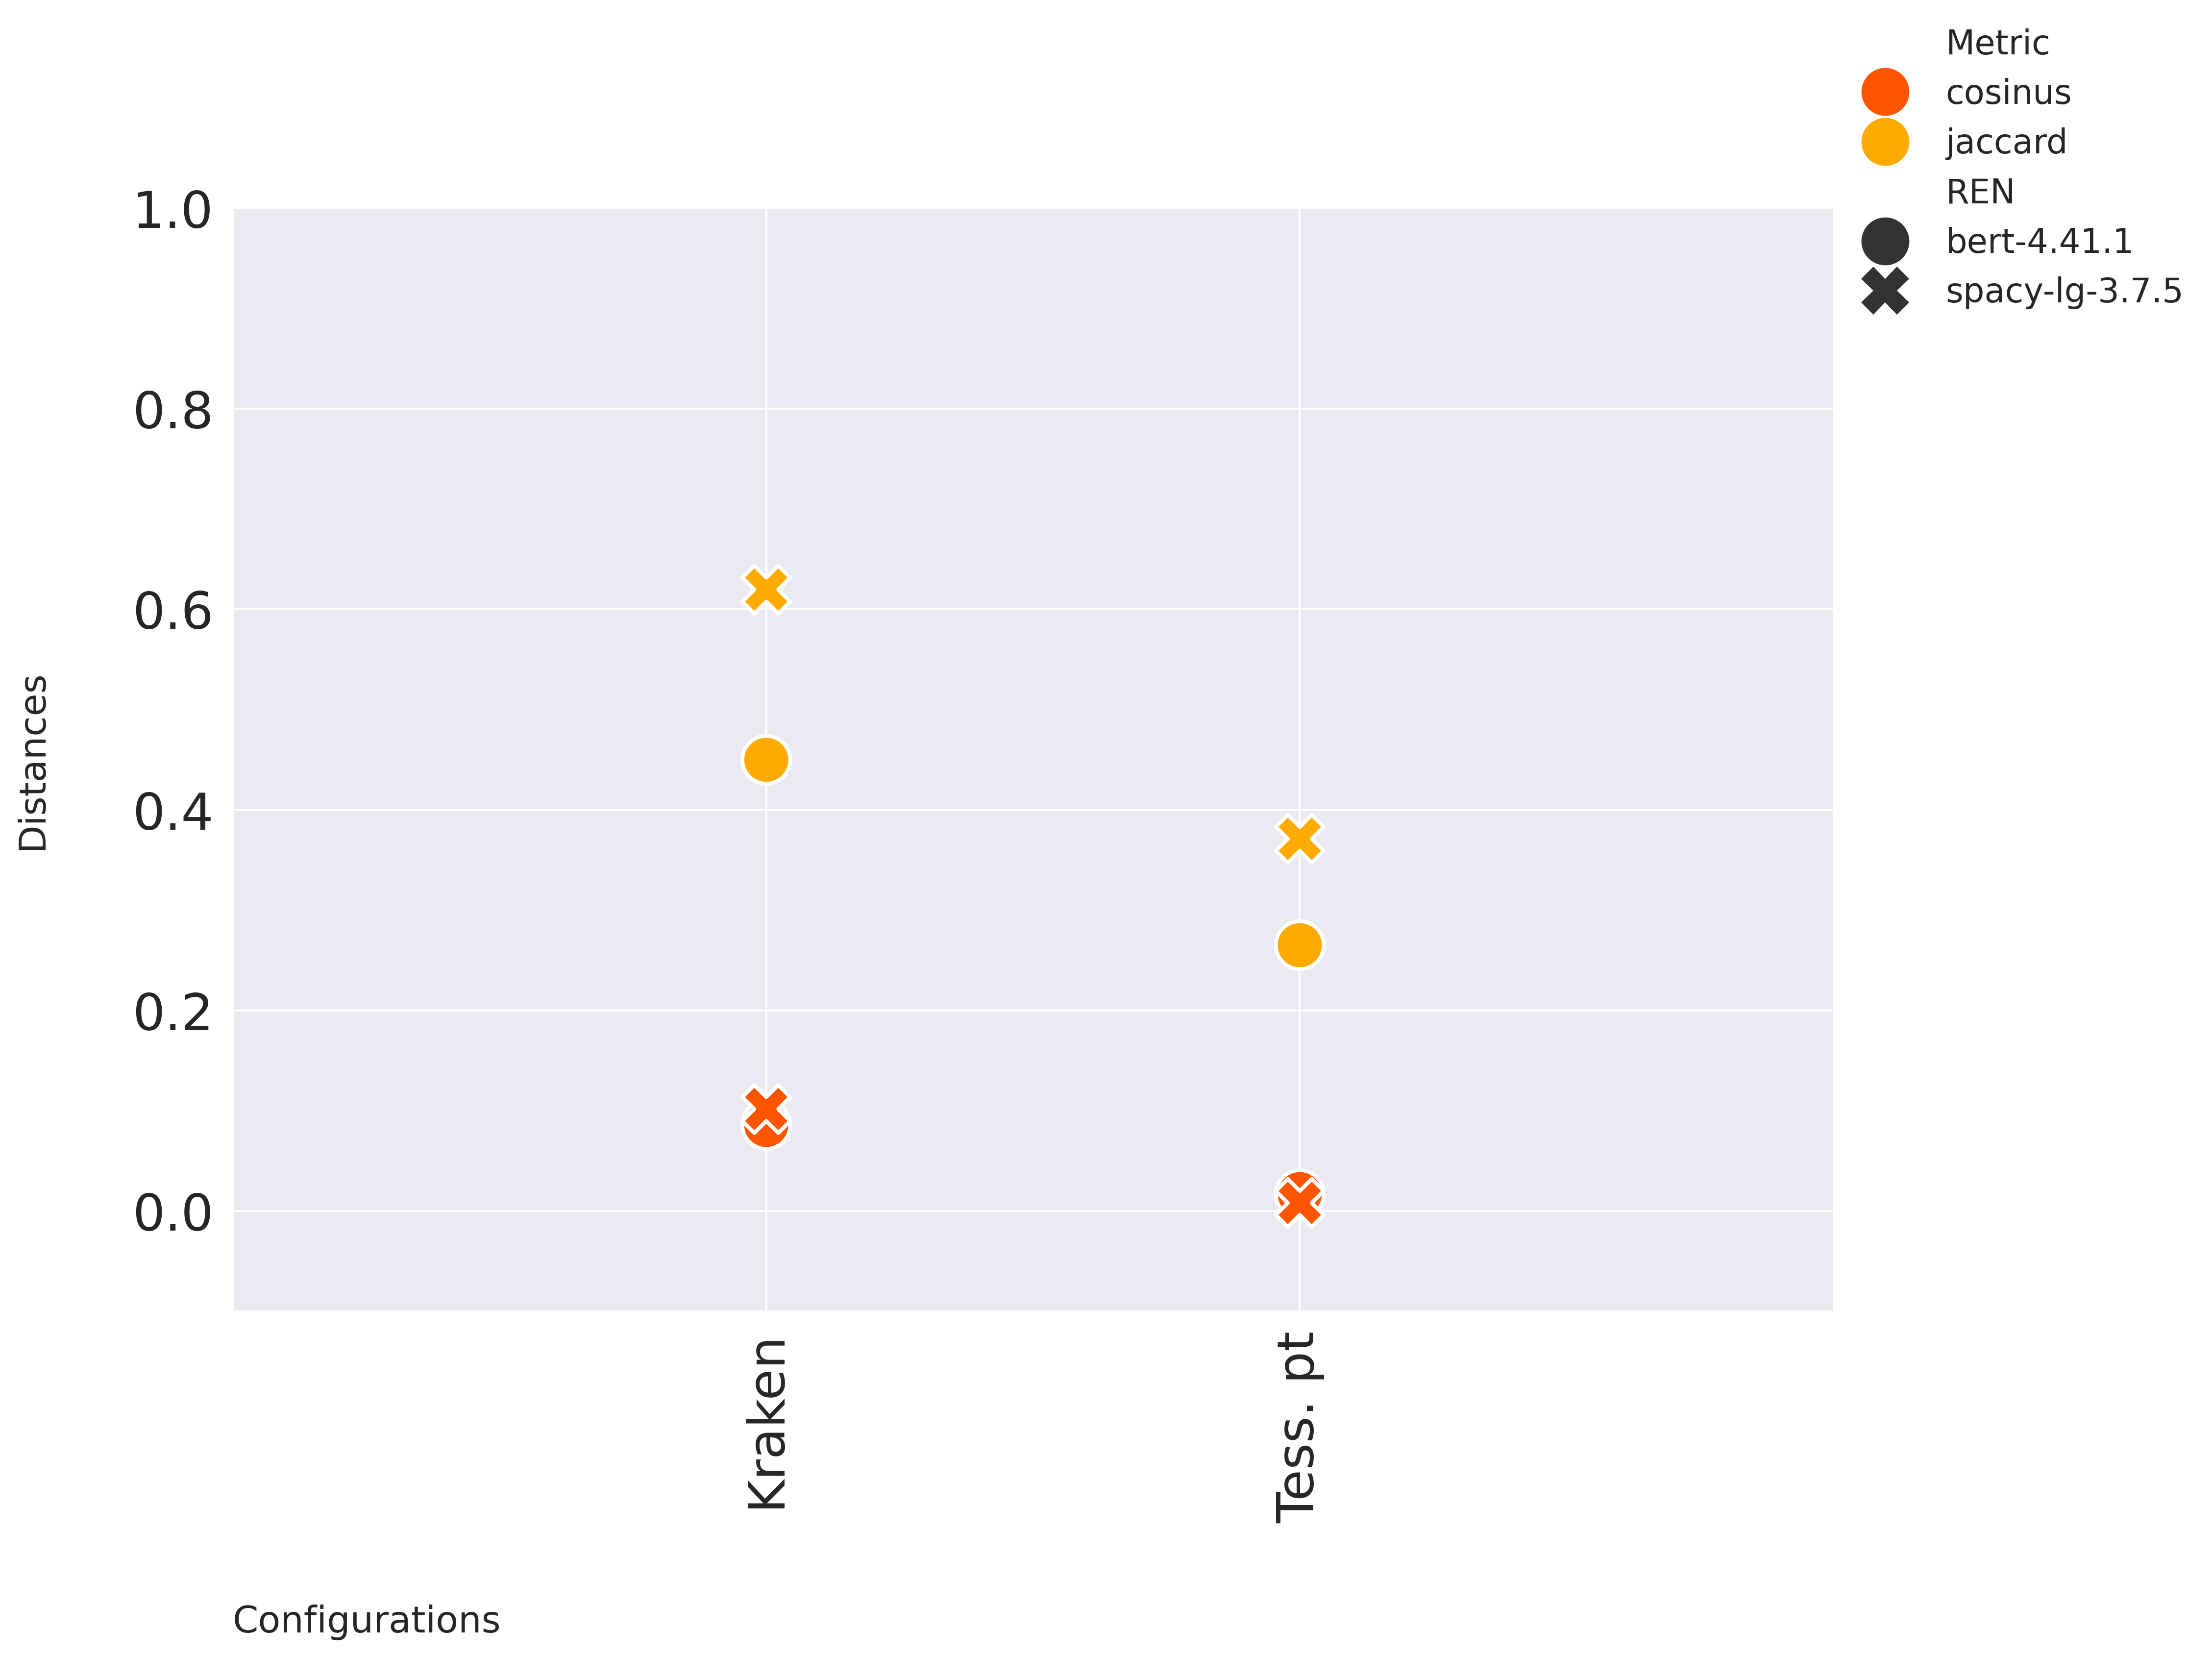 Metric
cosinus
jaccard
REN
bert-4.41.1
spacy-lg-3.7.5
1.0
0.8
0.6
0.4
0.2
0.0
Distances
Kraken
Tess. pt
Configurations